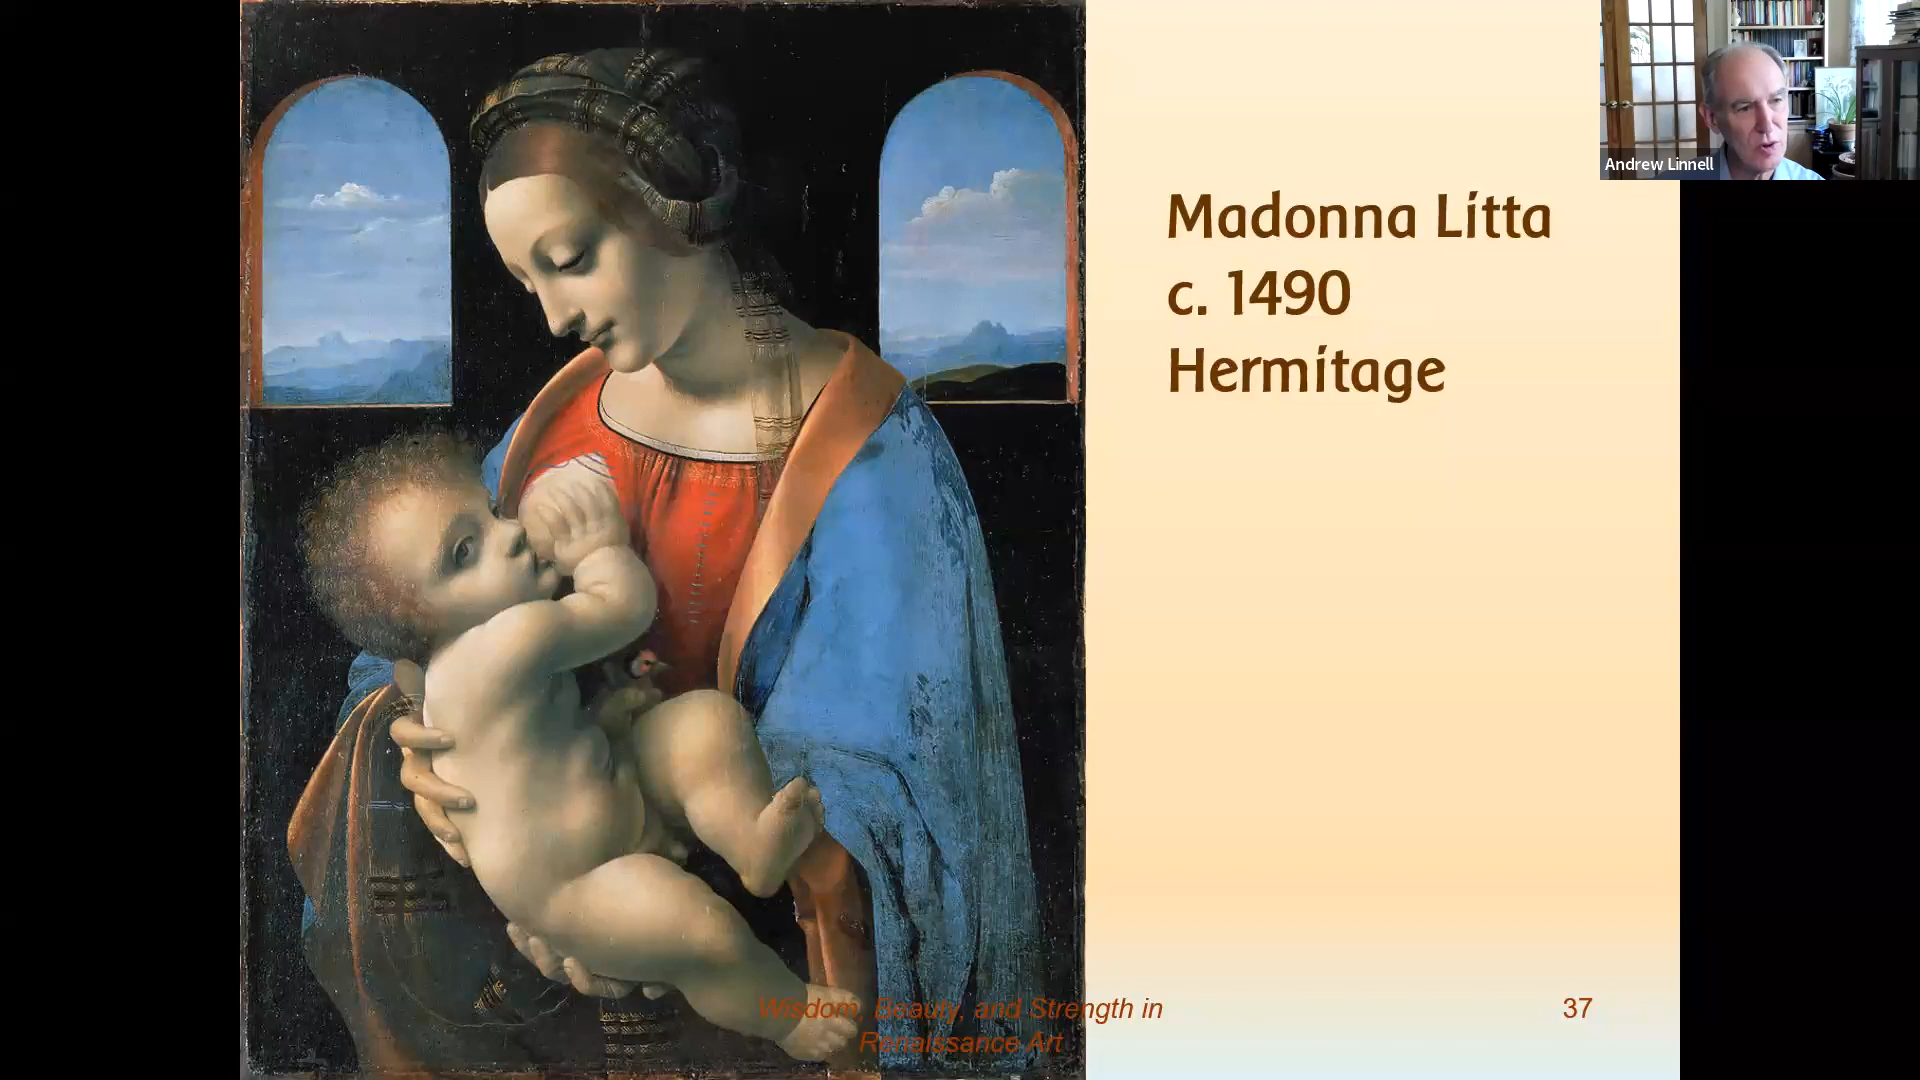 Andrew Linnell
Madonna Litta
c. 1490
Hermitage
Wisdom, Beauty, and Strength in
Renaissance Art
37